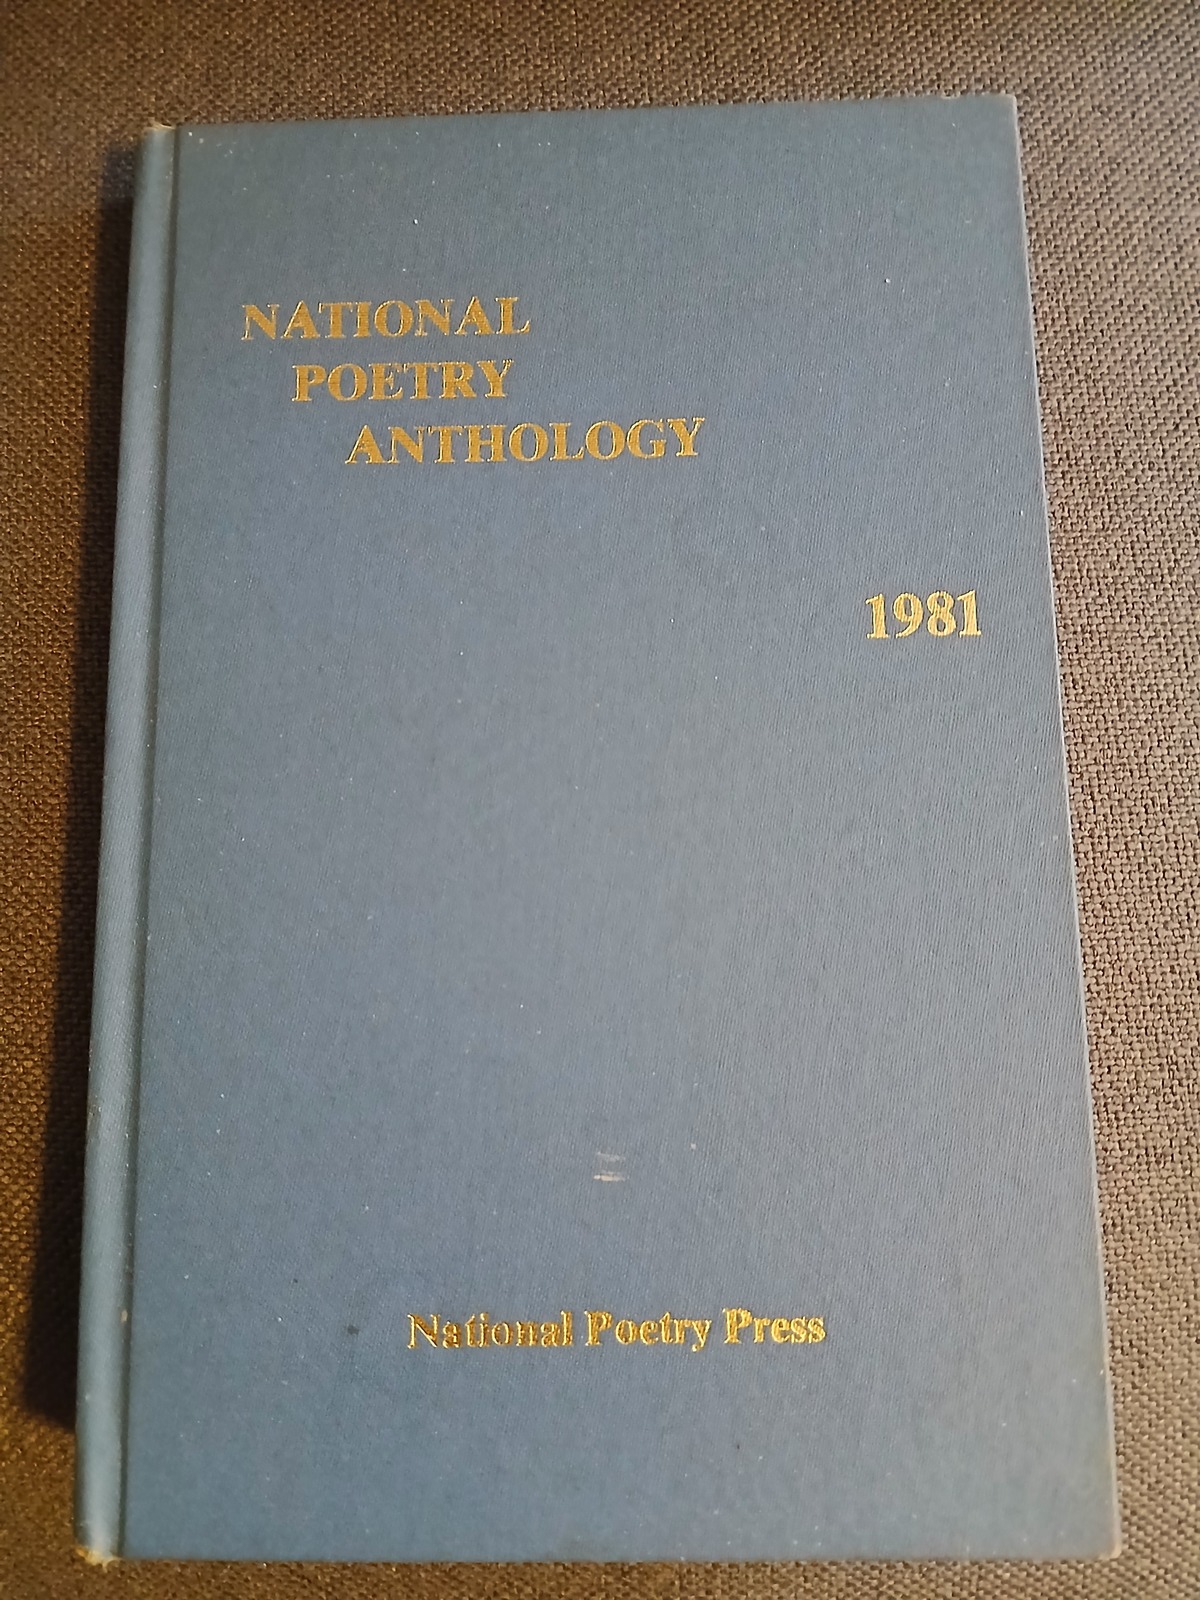 NATIONAL
POETRY
ANTHOLOGY
1981
National Poetry Press